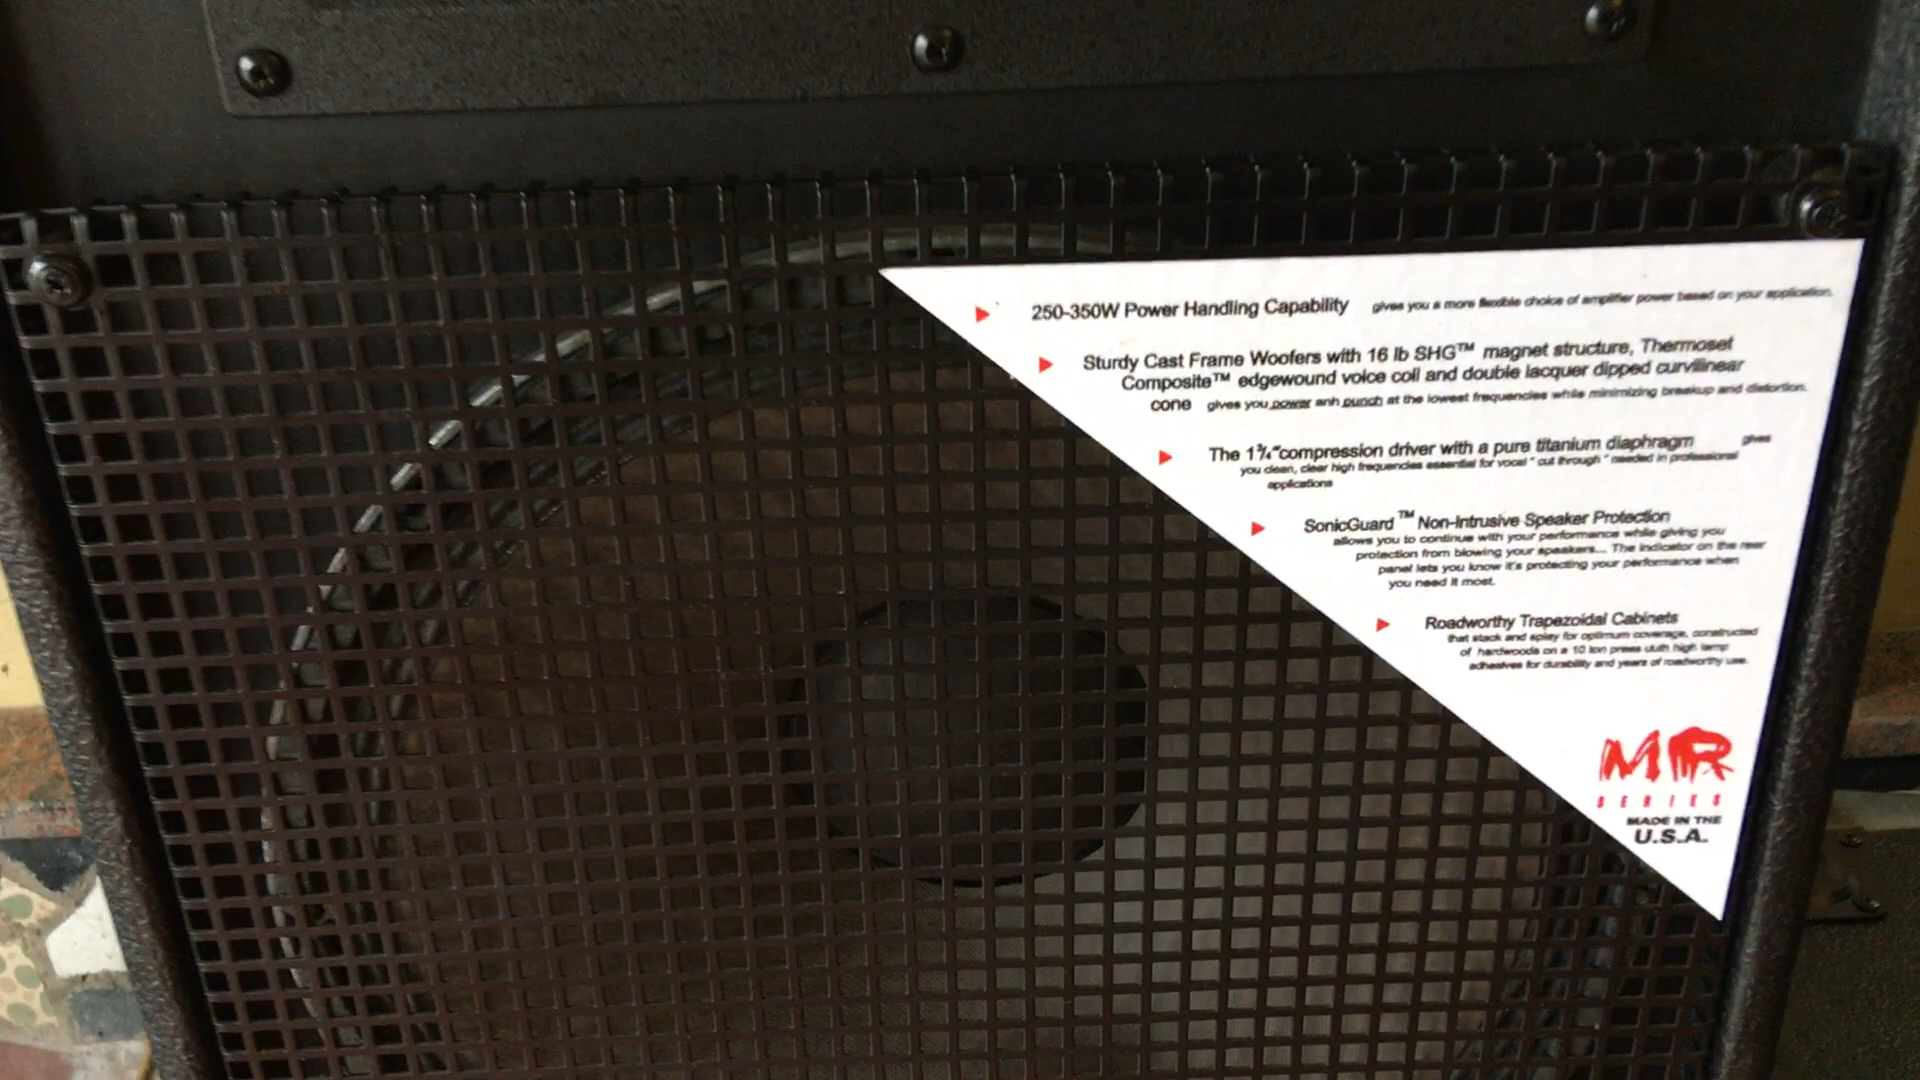 250-350W Power Handling Capability gives you a more flexible choice of amplifier power based on your application.
Sturdy Cast Frame Woofers with 16 lb SHG™ magnet structure, Thermoset
Composite™ edgewound voice coil and double lacquer dipped curvilinear
cone gives you power anh punch at the lowest frequencies while minimizing breakup and distortion.
The 1¾"compression driver with a pure titanium diaphragm gives
you clean, clear high frequencies essential for vocal " cut through " needed in professional
applications
SonicGuard™ Non-Intrusive Speaker Protection
allows you to continue with your performance while giving you
protection from blowing your speakers... The indicator on the rear
panel lets you know it's protecting your performance when
you need it most.
Roadworthy Trapezoidal Cabinets
that stack and splay for optimum coverage, constructed
of hardwoods on a 10 ton press high
adhesives for durability and years of roadworthy use.
MR
SERIES
MADE IN THE
U.S.A.